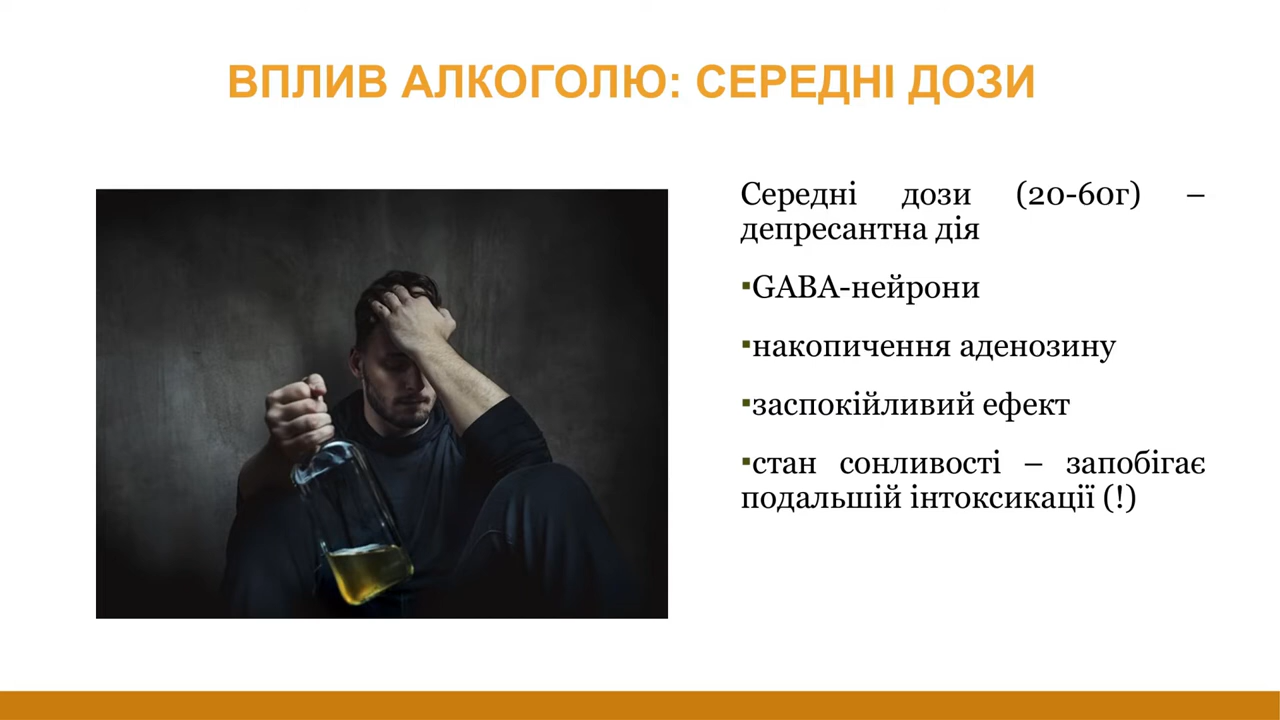 ВПЛИВ АЛКОГОЛЮ: СЕРЕДНІ ДОЗИ
Середні дози (20-60г) –
депресантна дія
▪GABA-нейрони
▪накопичення аденозину
▪заспокійливий ефект
▪стан сонливості – запобігає
подальшій інтоксикації (!)